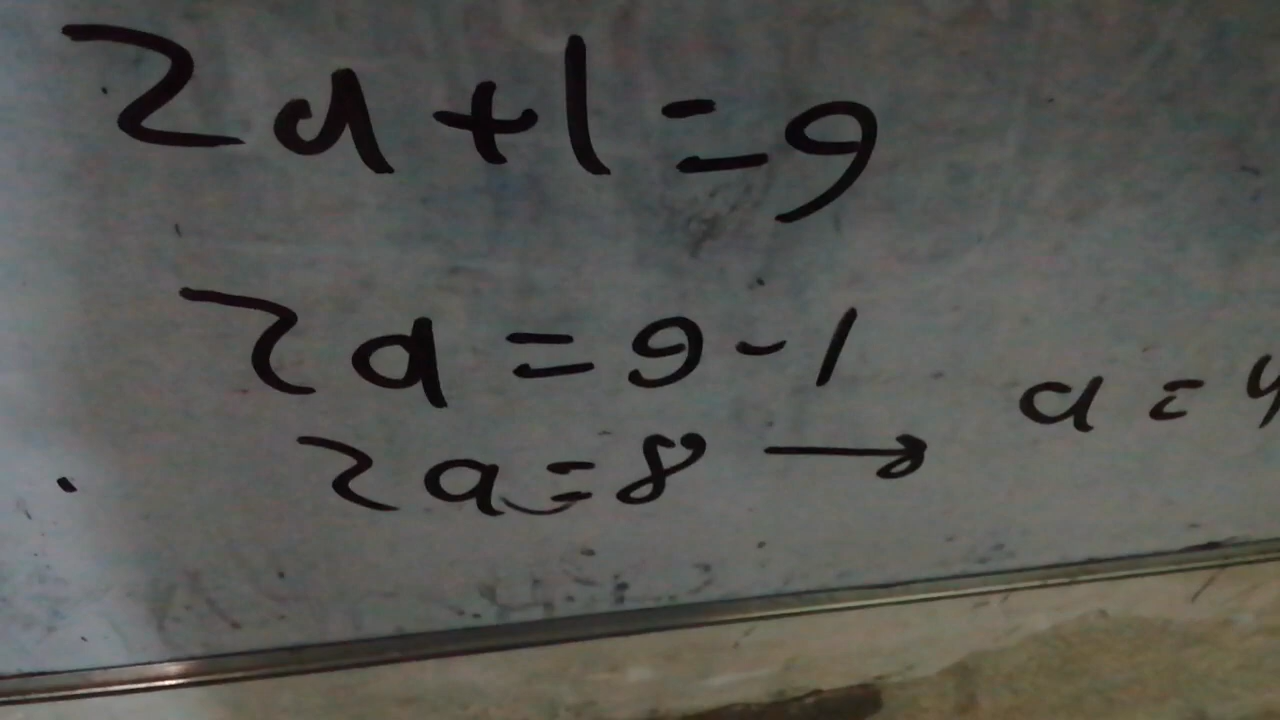 2a+1=9
2a=9-1
2a=8 → a=4